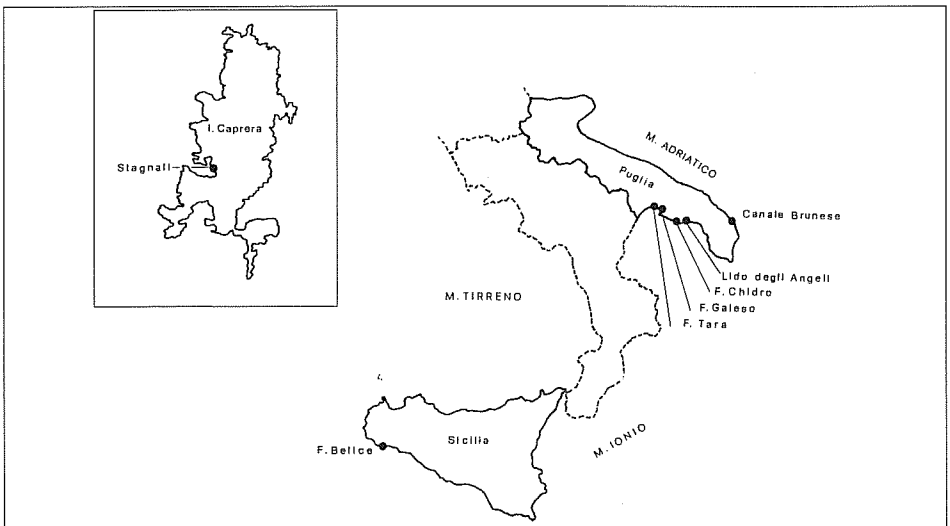 I. Caprera
Stagnali
M. ADRIATICO
Puglia
Canale Brunese
Lido degli Angeli
F. Chidro
F. Galeso
F. Tara
M. TIRRENO
Sicilia
F. Belice
M. IONIO